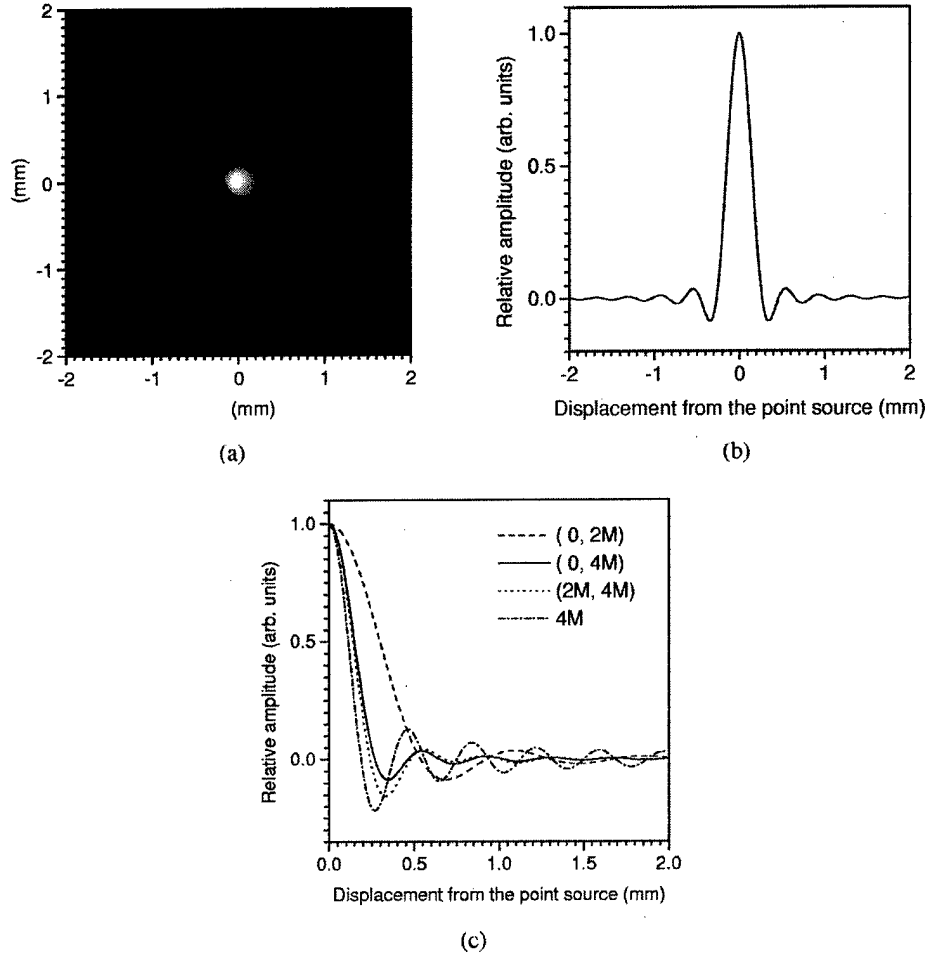 2
1
0
-1
-2
(mm)
-2 -1 0 1 2
(mm)
(a)
Relative amplitude (arb. units)
1.0
0.5
0.0
-2 -1 0 1 2
Displacement from the point source (mm)
(b)
Relative amplitude (arb. units)
1.0
0.5
0.0
( 0, 2M)
( 0, 4M)
(2M, 4M)
4M
0.0 0.5 1.0 1.5 2.0
Displacement from the point source (mm)
(c)